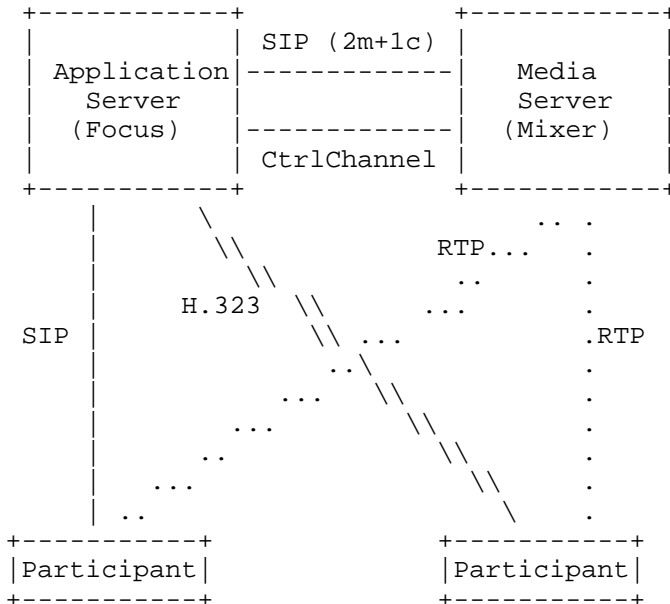 SIP (2m+1c)
Application Media
Server Server
(Focus) (Mixer)
CtrlChannel
RTP
H.323
SIP RTP
Participant Participant